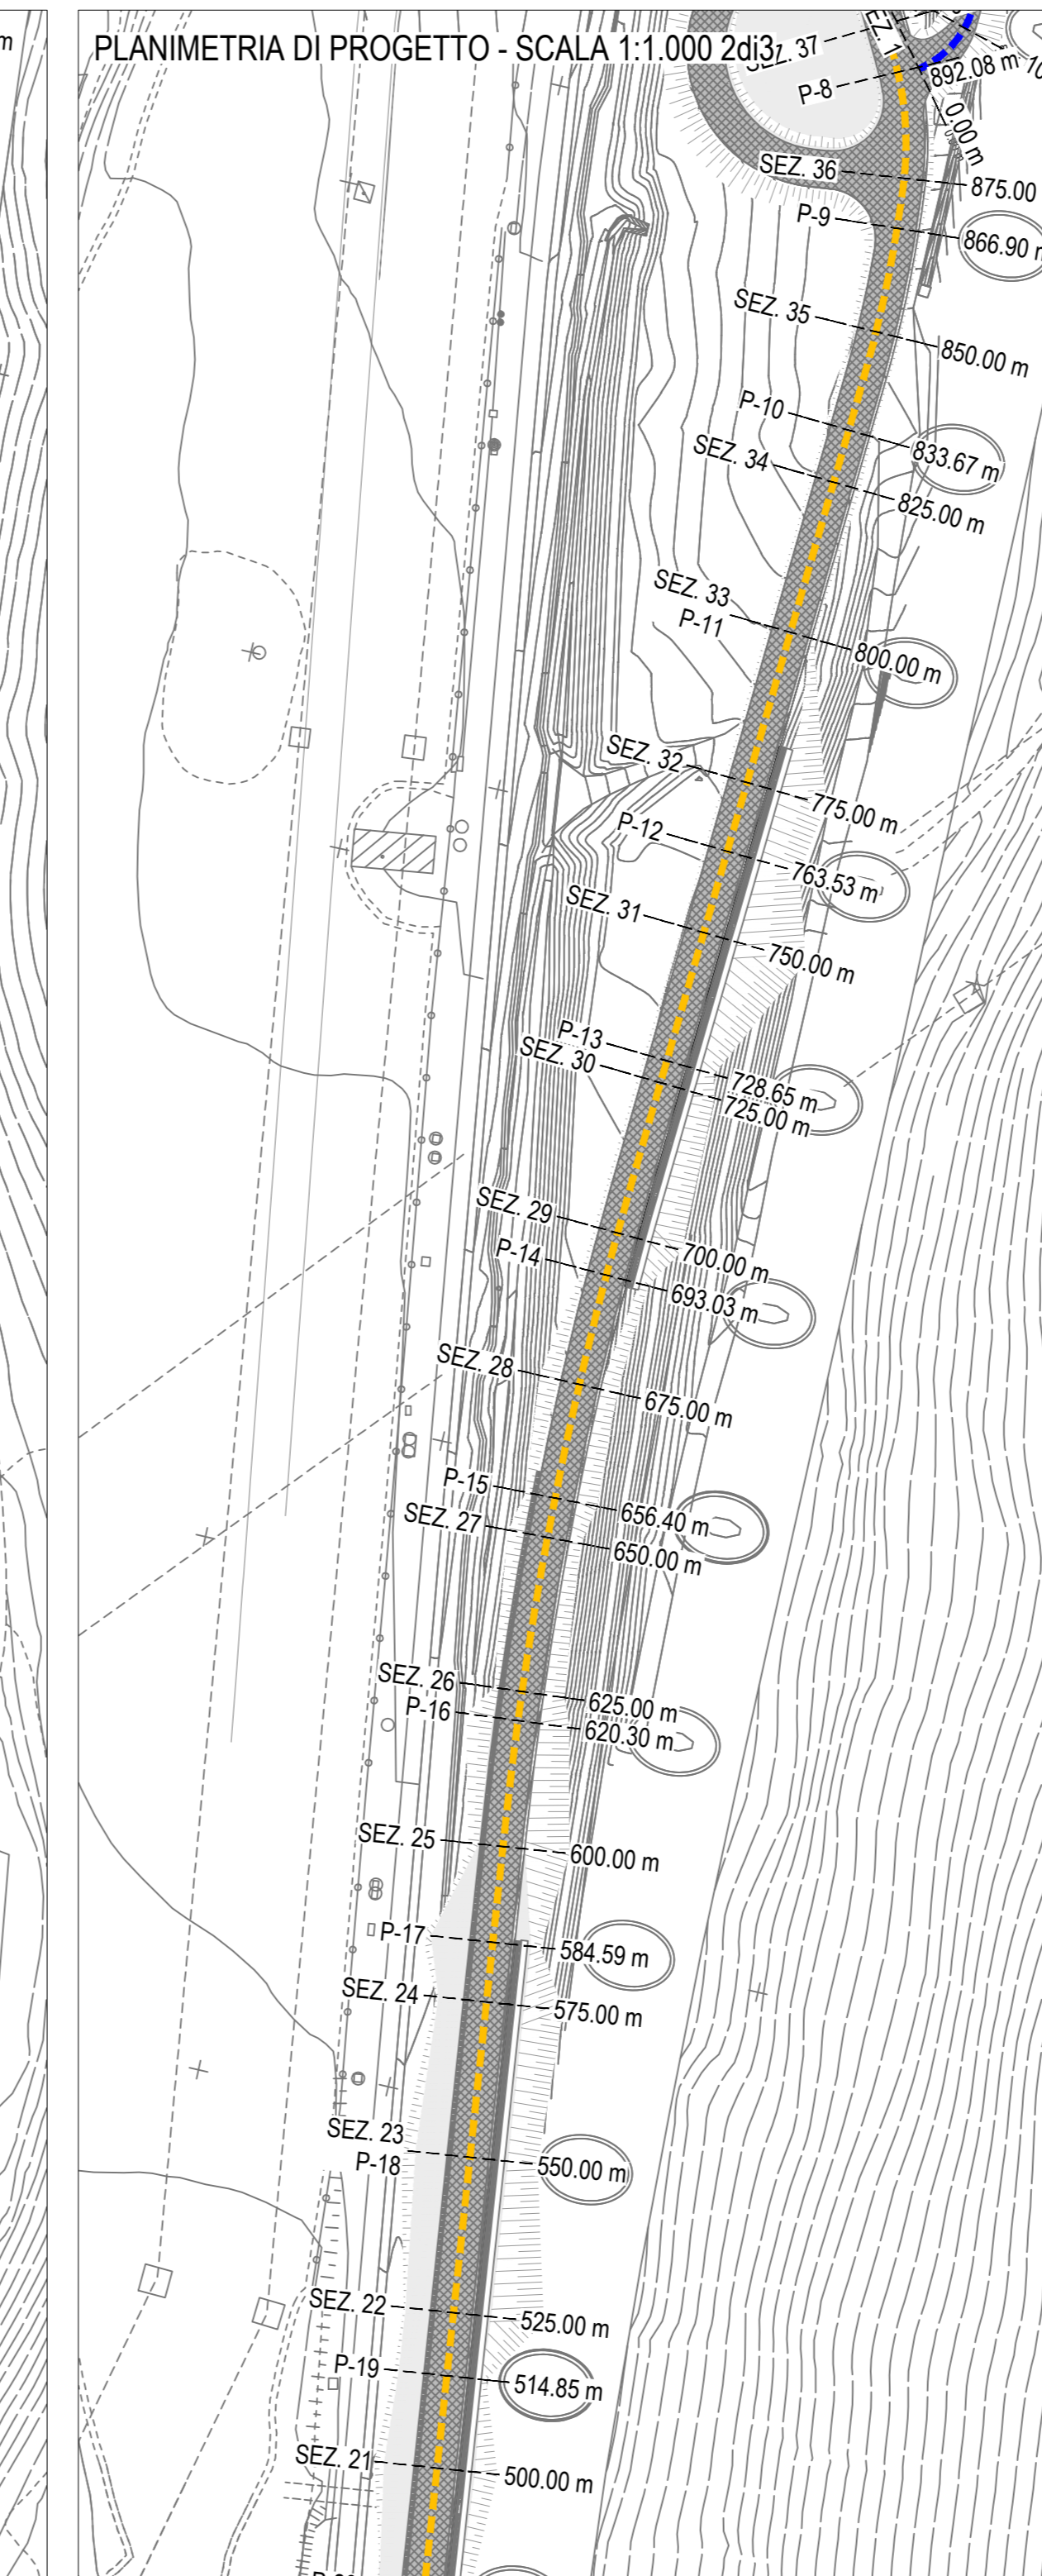 m
PLANIMETRIA DI PROGETTO - SCALA 1:1.000 2di3
SEZ. 37
P-8
892.08 m
0.00 m
SEZ. 36
875.00
P-9
866.90
SEZ. 35
850.00 m
P-10
833.67 m
SEZ. 34
825.00 m
SEZ. 33
P-11
800.00 m
SEZ. 32
775.00 m
P-12
763.53 m
SEZ. 31
750.00 m
P-13
728.65 m
SEZ. 30
725.00 m
SEZ. 29
700.00 m
P-14
693.03 m
SEZ. 28
675.00 m
P-15
656.40 m
SEZ. 27
650.00 m
SEZ. 26
625.00 m
P-16
620.30 m
SEZ. 25
600.00 m
P-17
584.59 m
SEZ. 24
575.00 m
SEZ. 23
P-18
550.00 m
SEZ. 22
525.00 m
P-19
514.85 m
SEZ. 21
500.00 m